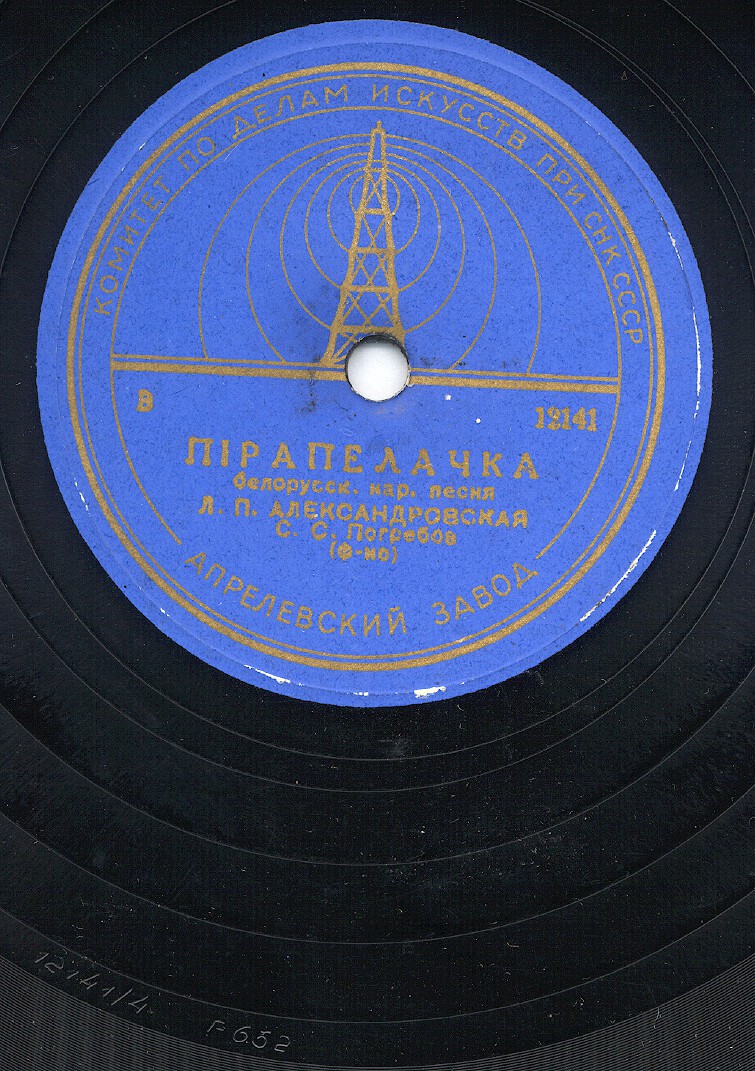 КОМИТЕТ ПО ДЕЛАМ ИСКУССТВ ПРИ СНК СССР
В 12141
ПІРАПЕЛАЧКА
белорусск. нар. песня
Л. П. АЛЕКСАНДРОВСКАЯ
С. С. Погребов
(ф-но)
АПРЕЛЕВСКИЙ ЗАВОД
12141/4 Г652